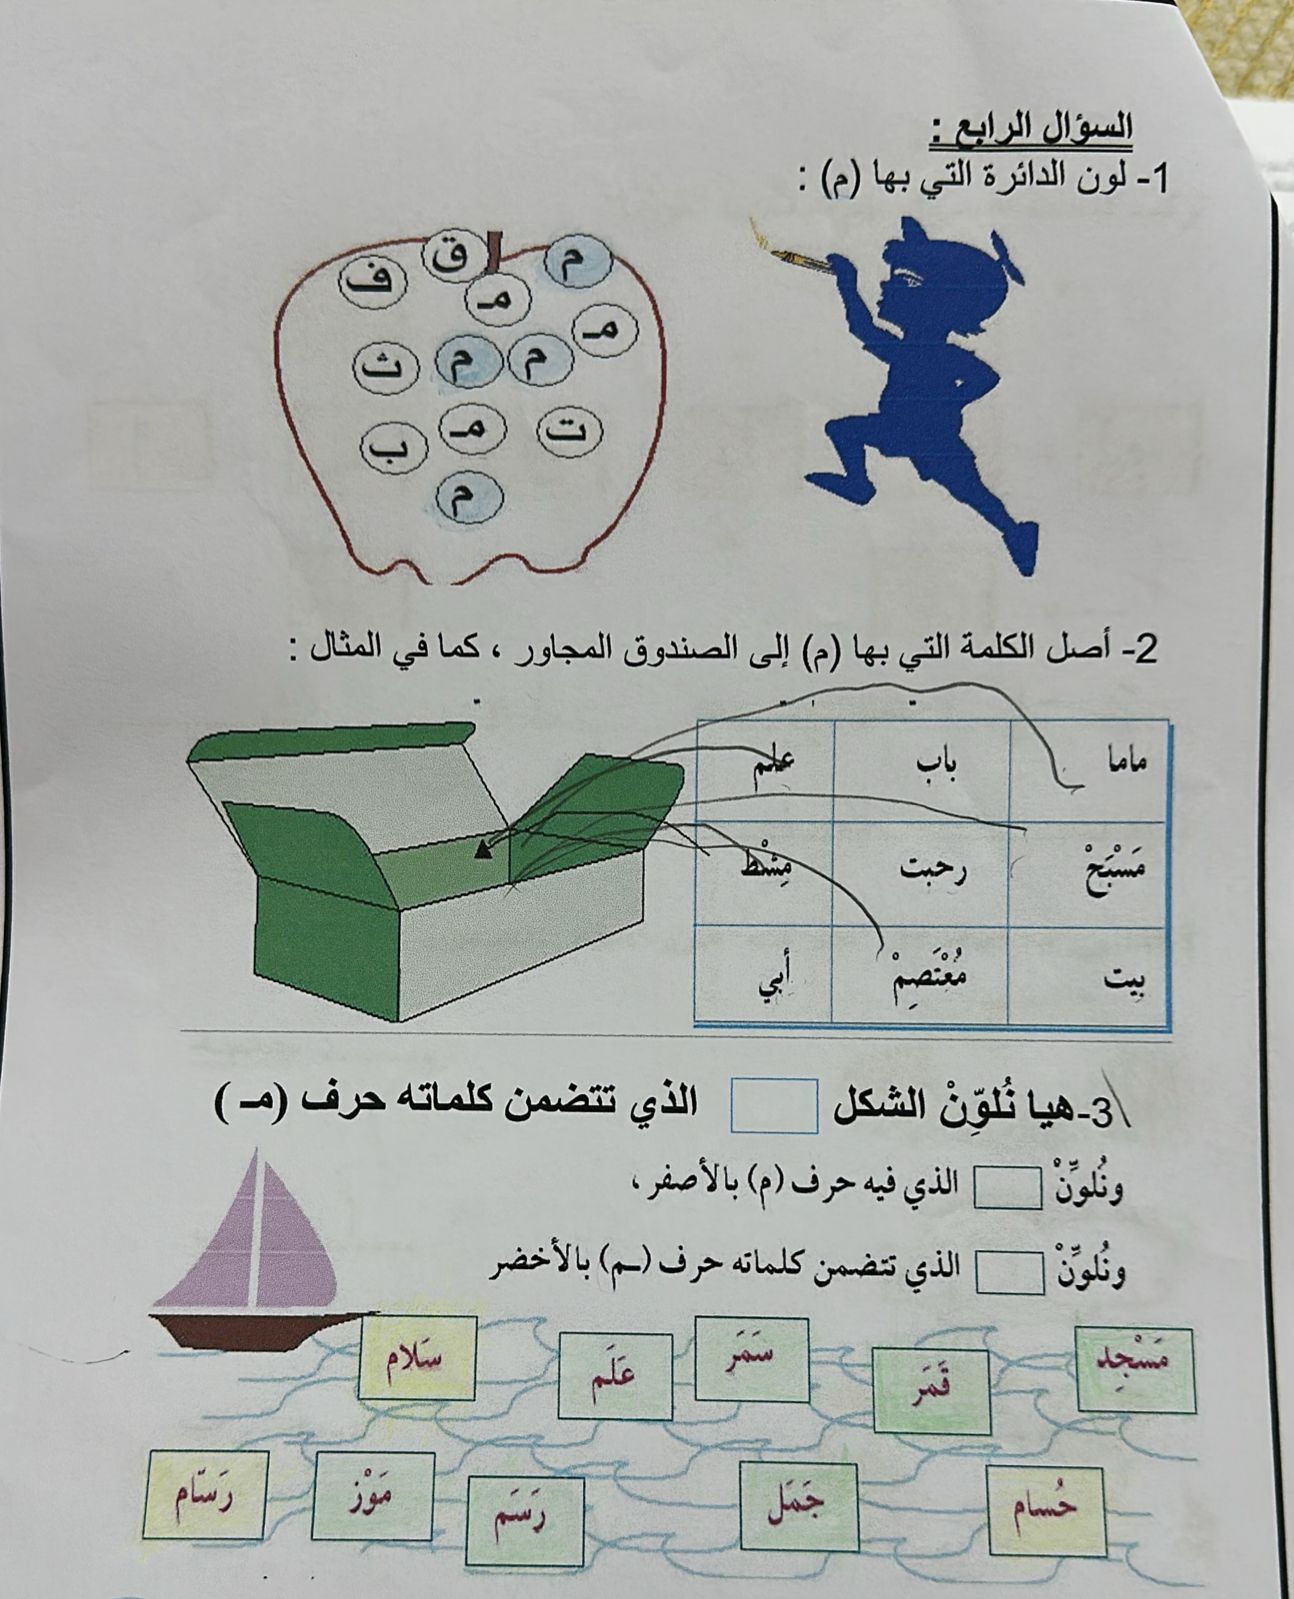 السؤال الرابع :
1- لون الدائرة التي بها (م) :
م
ق
ف
مـ
مـ
م
م
ث
ت
مـ
ب
م
2- أصل الكلمة التي بها (م) إلى الصندوق المجاور ، كما في المثال :
ماما باب علم
مَسْبَحْ رحبت مِشْط
بيت مُعْتَصِمْ أبي
3-هيا نُلوِّنْ الشكل الذي تتضمن كلماته حرف (مـ )
ونُلوِّنْ الذي فيه حرف (م) بالأصفر ،
ونُلوِّنْ الذي تتضمن كلماته حرف (ـم) بالأخضر
مَسْجِد قَمَر سَمَر عَلَم سَلام
حُسام جَمَل رَسَم مَوْز رَسّام